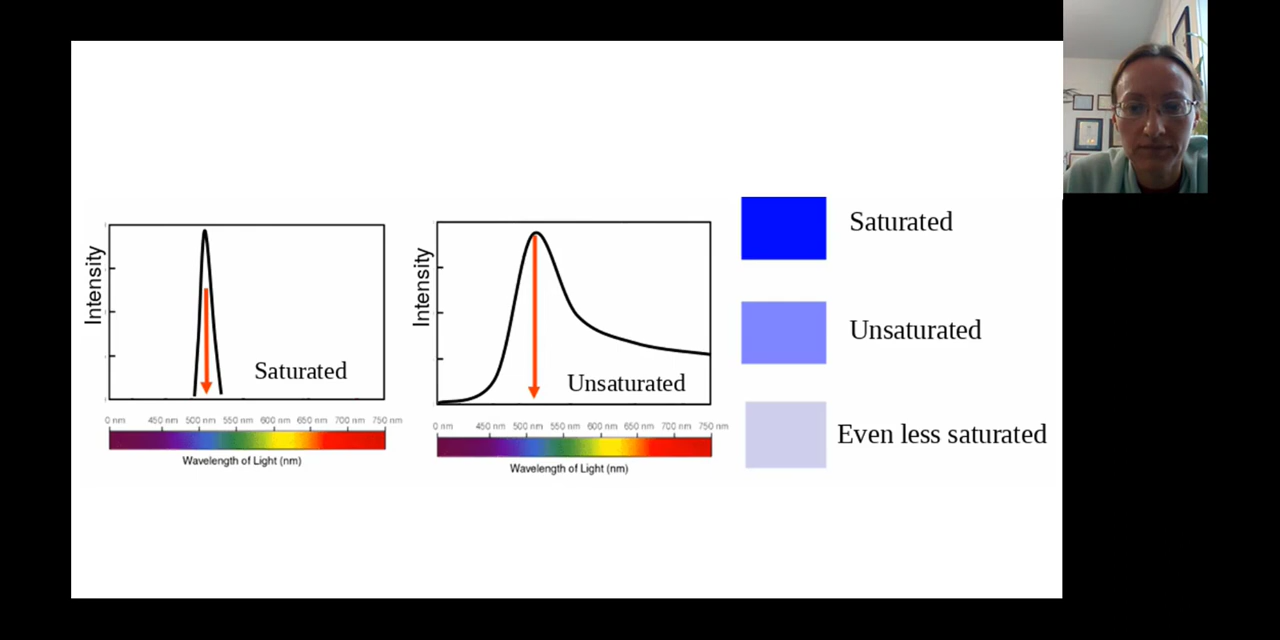 Intensity
Saturated
0 nm 450 nm 500 nm 550 nm 600 nm 650 nm 700 nm 750 nm
Wavelength of Light (nm)
Intensity
Unsaturated
0 nm 450 nm 500 nm 550 nm 600 nm 650 nm 700 nm 750 nm
Wavelength of Light (nm)
Saturated
Unsaturated
Even less saturated